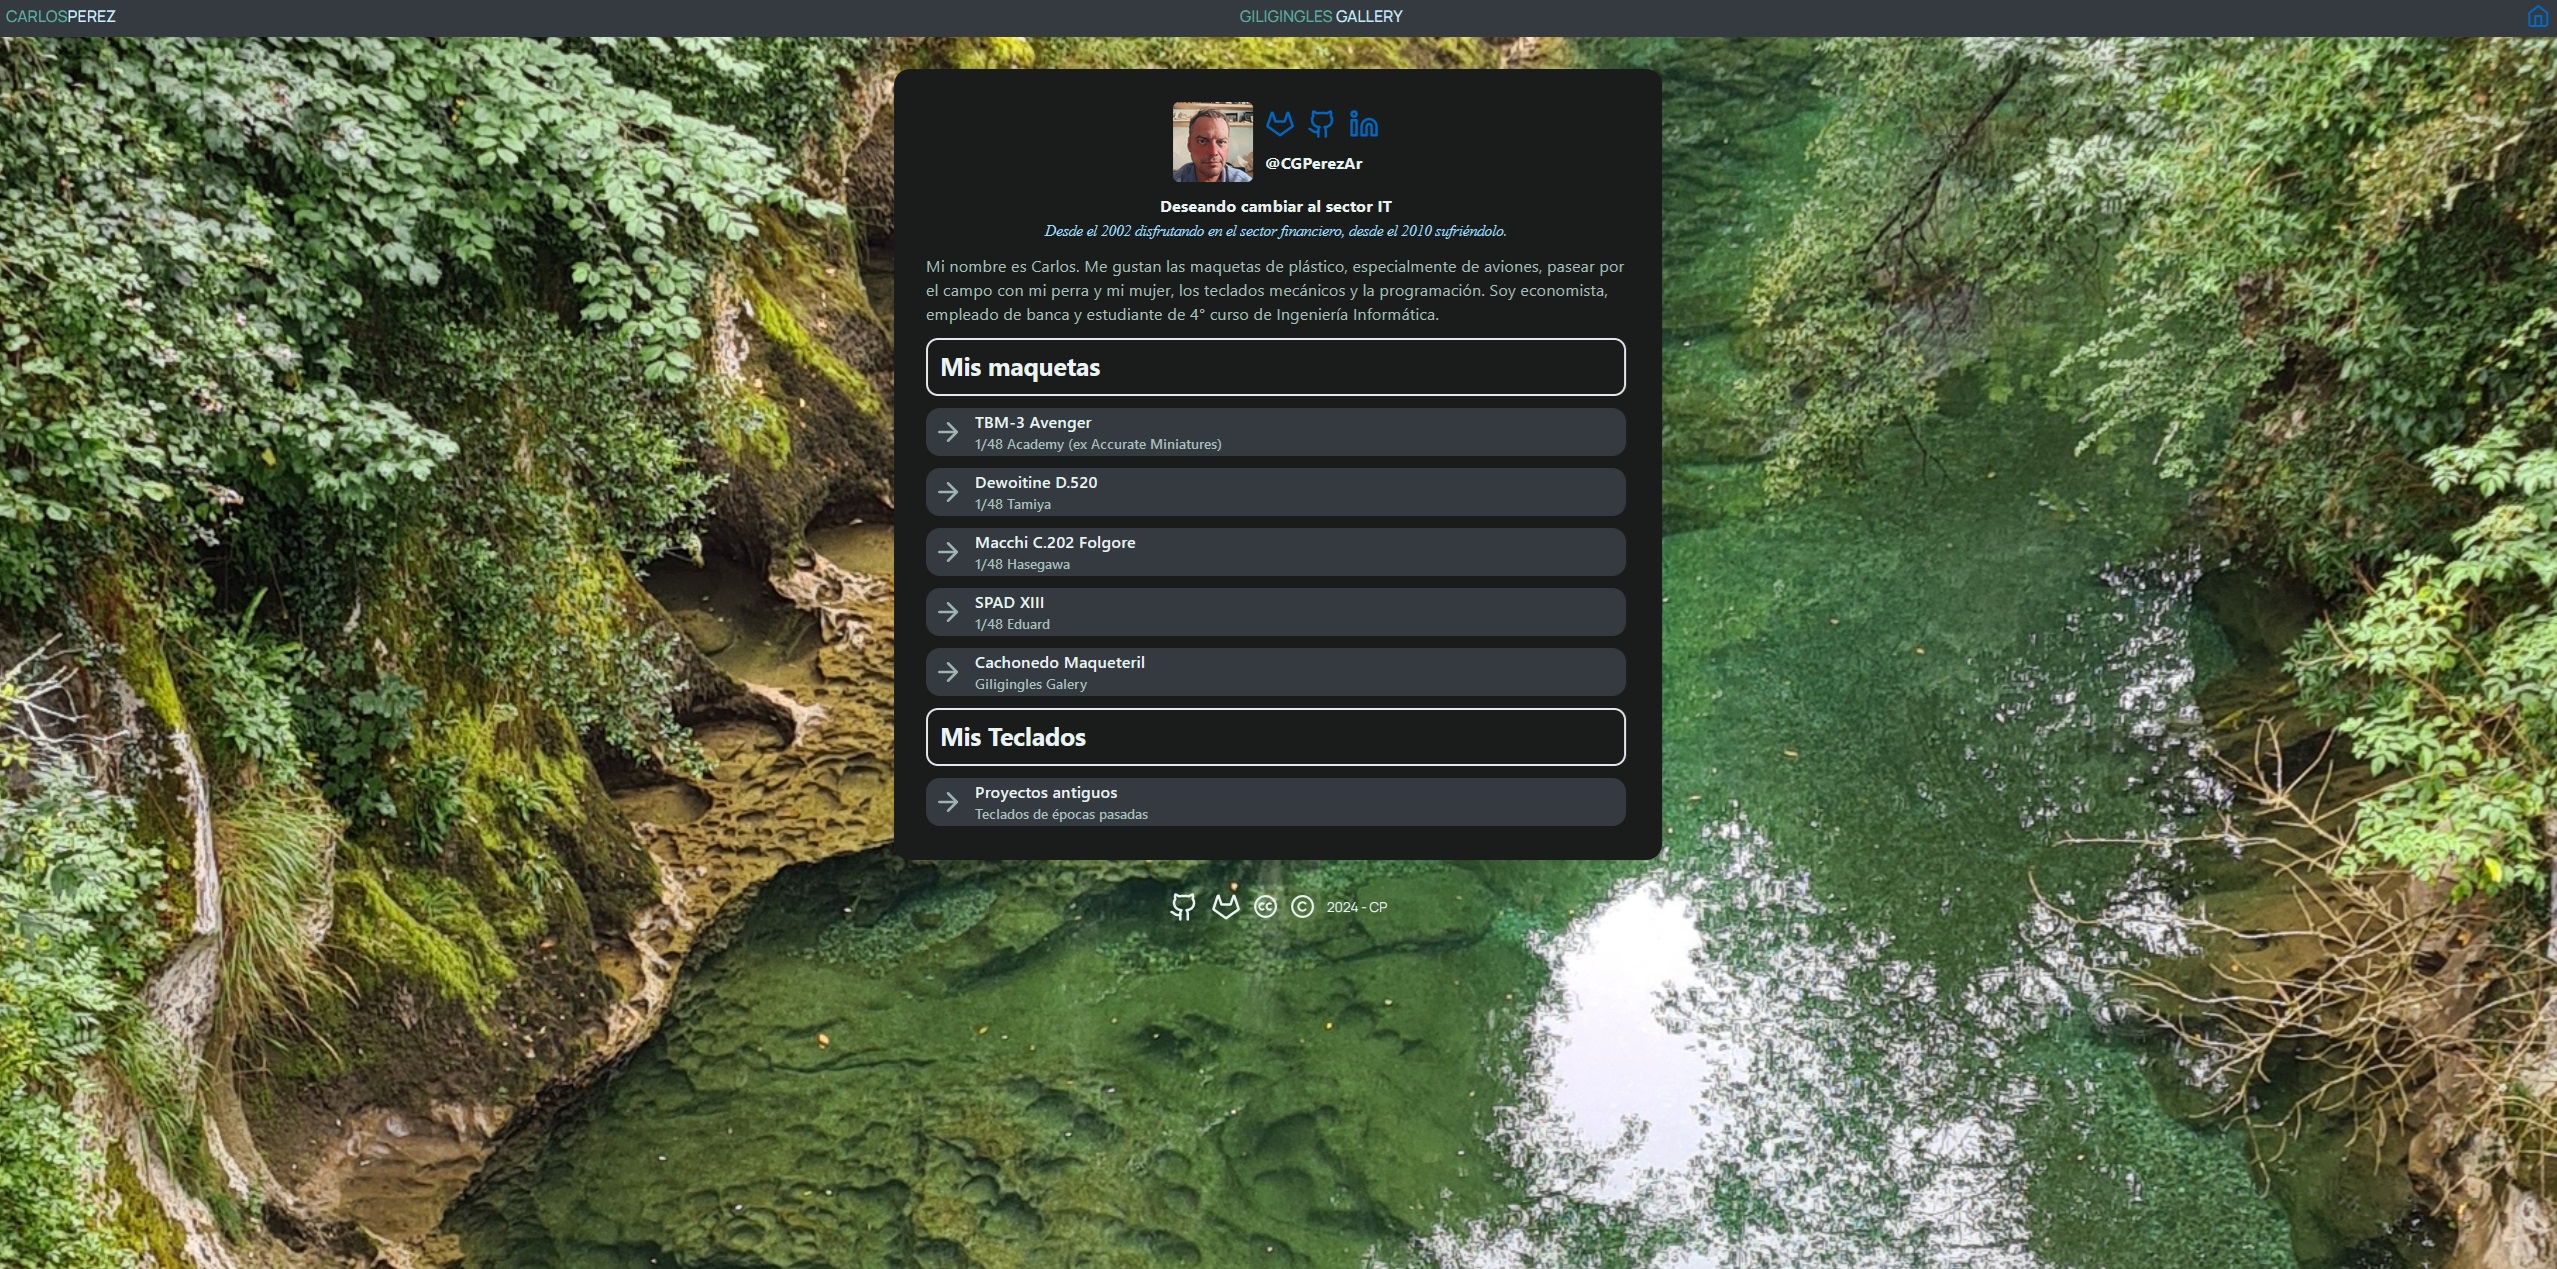 CARLOSPEREZ
GILIGINGLES GALLERY
@CGPerezAr
Deseando cambiar al sector IT
Desde el 2002 disfrutando en el sector financiero, desde el 2010 sufriéndolo.
Mi nombre es Carlos. Me gustan las maquetas de plástico, especialmente de aviones, pasear por
el campo con mi perra y mi mujer, los teclados mecánicos y la programación. Soy economista,
empleado de banca y estudiante de 4° curso de Ingeniería Informática.
Mis maquetas
TBM-3 Avenger
1/48 Academy (ex Accurate Miniatures)
Dewoitine D.520
1/48 Tamiya
Macchi C.202 Folgore
1/48 Hasegawa
SPAD XIII
1/48 Eduard
Cachonedo Maqueteril
Giligingles Galery
Mis Teclados
Proyectos antiguos
Teclados de épocas pasadas
2024 - CP